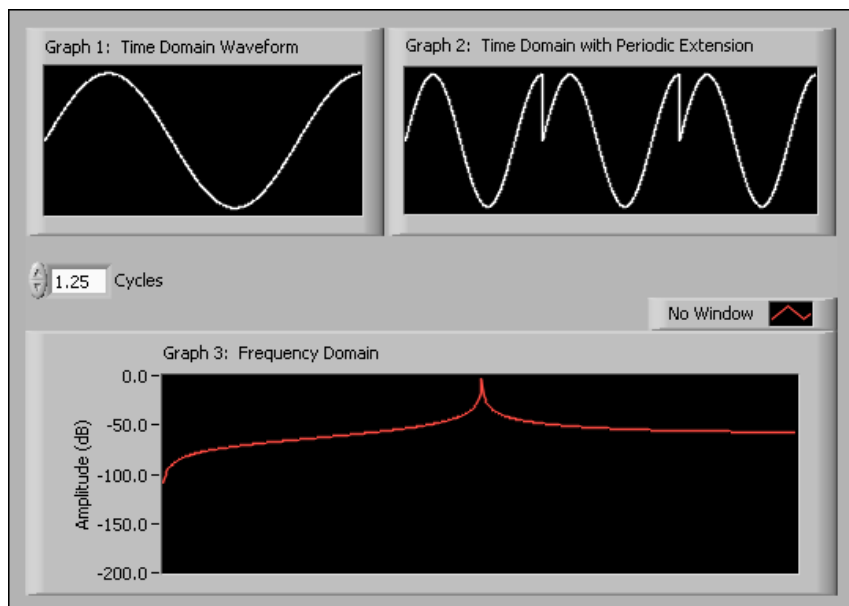 Graph 1: Time Domain Waveform
Graph 2: Time Domain with Periodic Extension
1.25 Cycles
No Window
Graph 3: Frequency Domain
Amplitude (dB)
0.0
-50.0
-100.0
-150.0
-200.0